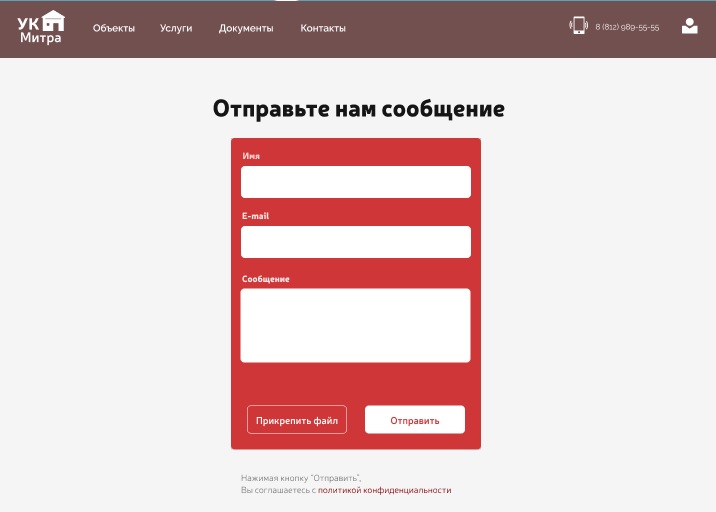 УК
Митра
Объекты Услуги Документы Контакты
8 (812) 989-55-55
Отправьте нам сообщение
Имя
E-mail
Сообщение
Прикрепить файл Отправить
Нажимая кнопку "Отправить",
Вы соглашаетесь с политикой конфиденциальности